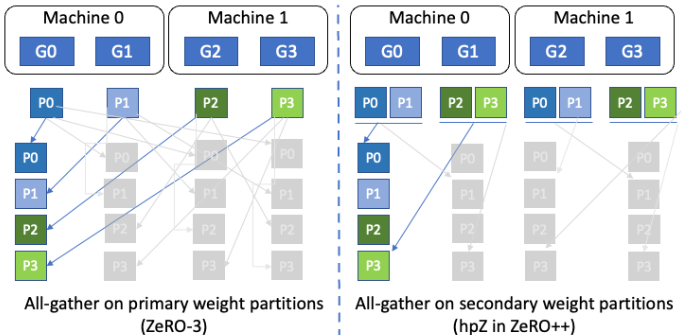 Machine 0
Machine 1
Machine 0
Machine 1
G0
G1
G2
G3
G0
G1
G2
G3
P0
P1
P2
P3
P0
P1
P2
P3
P0
P1
P2
P3
P0
P0
P0
P0
P0
P0
P0
P0
P1
P1
P1
P1
P1
P1
P1
P1
P2
P2
P2
P2
P2
P2
P2
P2
P3
P3
P3
P3
P3
P3
P3
P3
All-gather on primary weight partitions
(ZeRO-3)
All-gather on secondary weight partitions
(hpZ in ZeRO++)